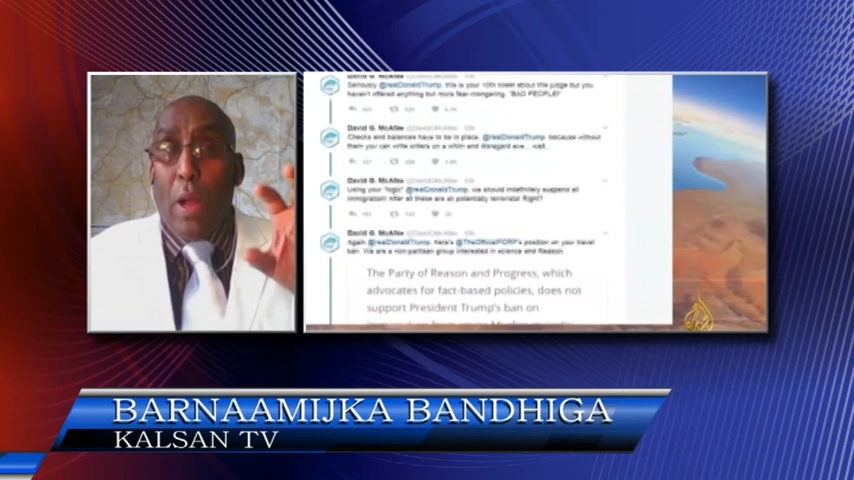 David G. McAfee
Seriously @realDonaldTrump, this is your 10th tweet about this judge but you
haven't offered anything but more fear-mongering. "BAD PEOPLE!"
David G. McAfee @DavidGMcAfee
Checks and balances have to be in place, @realDonaldTrump, because without
them you can write orders on a whim and disregard
David G. McAfee @DavidGMcAfee
Using your "logic" @realDonaldTrump, we should indefinitely suspend all
immigration! After all these are all potentially terrorists! Right?
David G. McAfee @DavidGMcAfee
Again @realDonaldTrump, here's @TheOfficialPORP's position on your travel
ban. We are a non-partisan group interested in science and Reason.
The Party of Reason and Progress, which
advocates for fact-based policies, does not
support President Trump's ban on
BARNAAMIJKA BANDHIGA
KALSAN TV